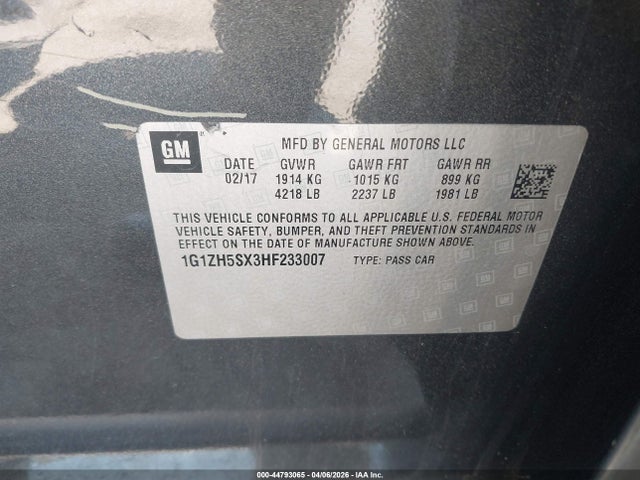 GM
MFD BY GENERAL MOTORS LLC
DATE GVWR GAWR FRT GAWR RR
02/17 1914 KG 1015 KG 899 KG
4218 LB 2237 LB 1981 LB
THIS VEHICLE CONFORMS TO ALL APPLICABLE U.S. FEDERAL MOTOR
VEHICLE SAFETY, BUMPER, AND THEFT PREVENTION STANDARDS IN
EFFECT ON THE DATE OF MANUFACTURE SHOWN ABOVE.
1G1ZH5SX3HF233007 TYPE: PASS CAR
000-44793065 - 04/06/2026 - IAA Inc.